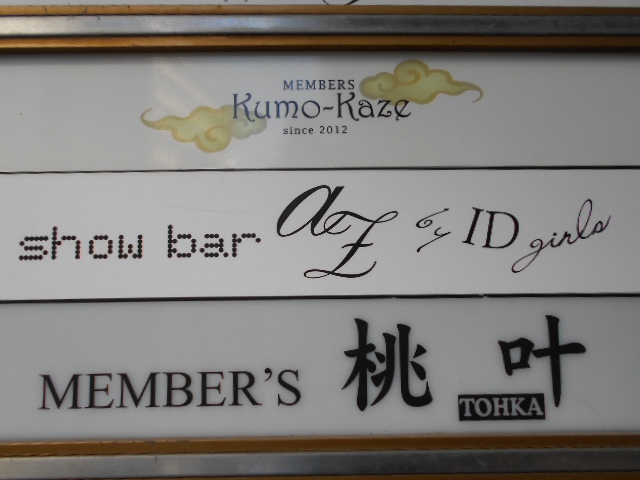 MEMBERS
Kumo-Kaze
since 2012
show bar aZ by ID girls
MEMBER'S 桃叶
TOHKA